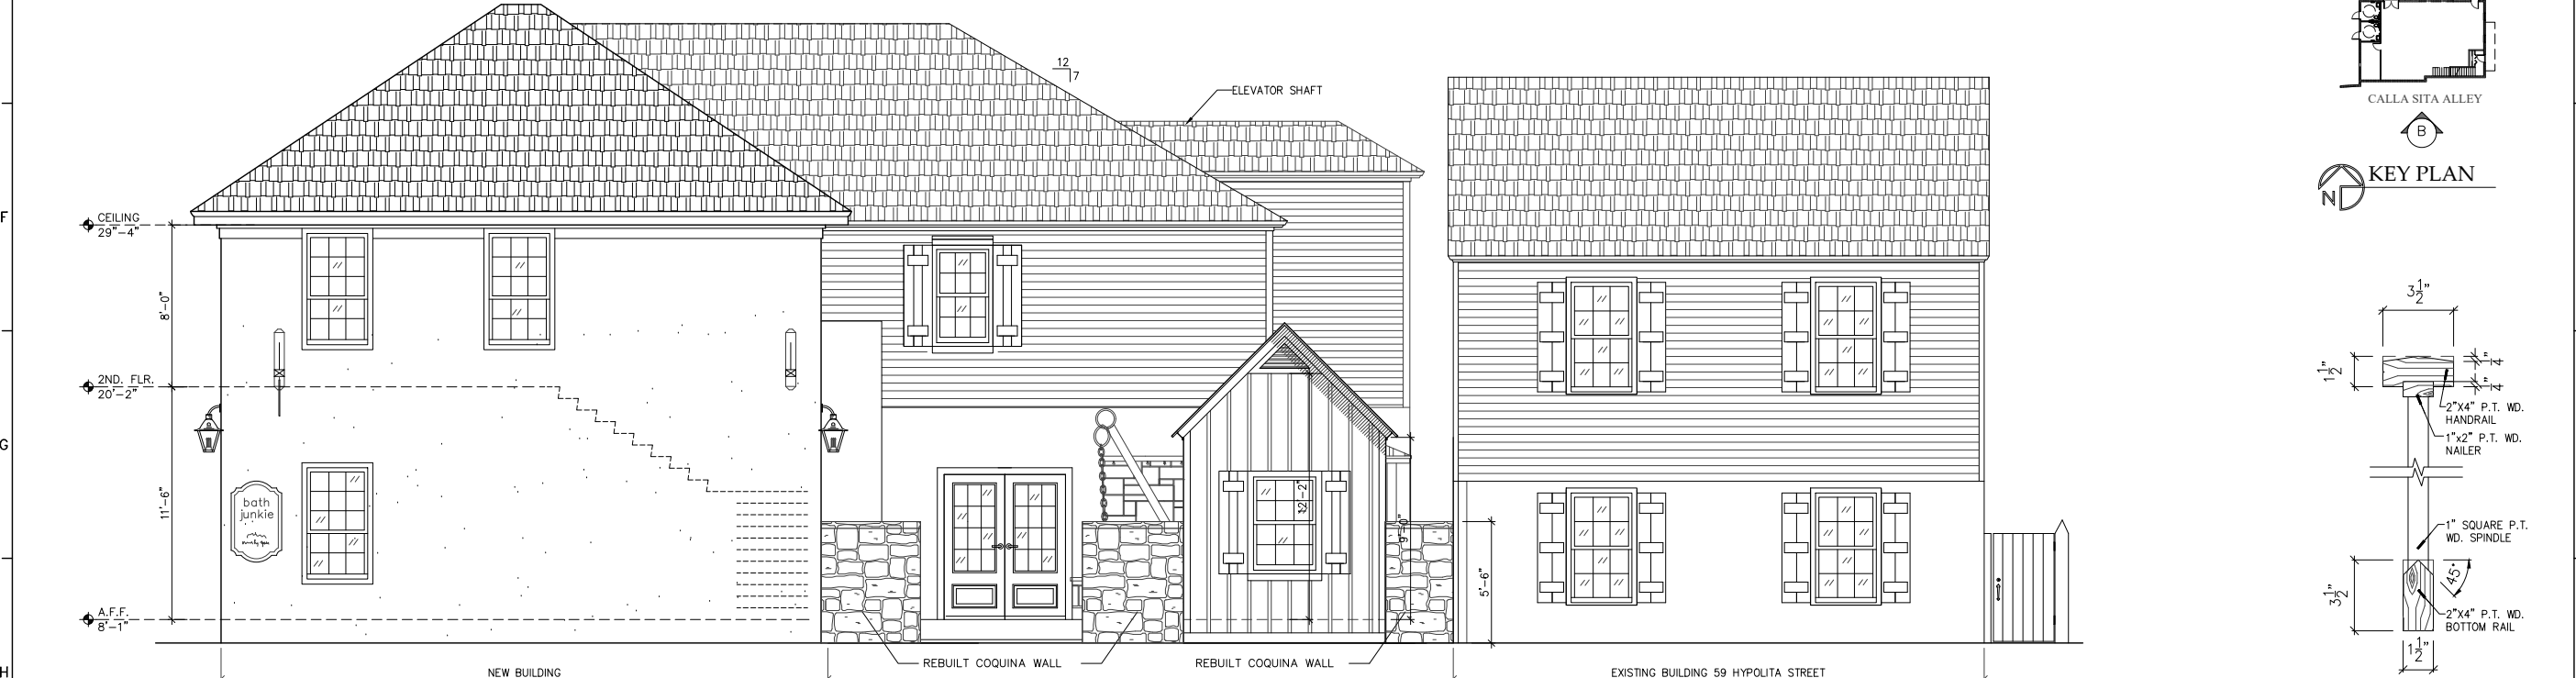 12
7
ELEVATOR SHAFT
CALLA SITA ALLEY
B
N
KEY PLAN
F
CEILING
29"-4"
8'-0"
2ND. FLR.
20'-2"
G
11'-6"
bath
junkie
A.F.F.
8'-1"
12'-2"
9'-0"
5'-6"
H
NEW BUILDING
REBUILT COQUINA WALL
REBUILT COQUINA WALL
EXISTING BUILDING 59 HYPOLITA STREET
3 1/2"
1 1/2"
1/4"
1/4"
2"X4" P.T. WD.
HANDRAIL
1"x2" P.T. WD.
NAILER
1" SQUARE P.T.
WD. SPINDLE
45°
3 1/2"
2"X4" P.T. WD.
BOTTOM RAIL
1 1/2"